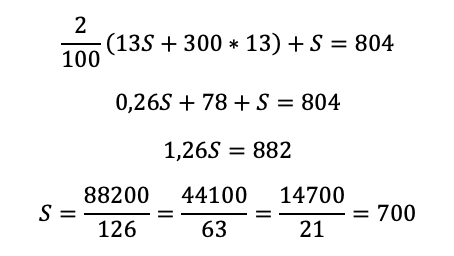 2/100 (13S + 300 * 13) + S = 804
0,26S + 78 + S = 804
1,26S = 882
S = 88200/126 = 44100/63 = 14700/21 = 700